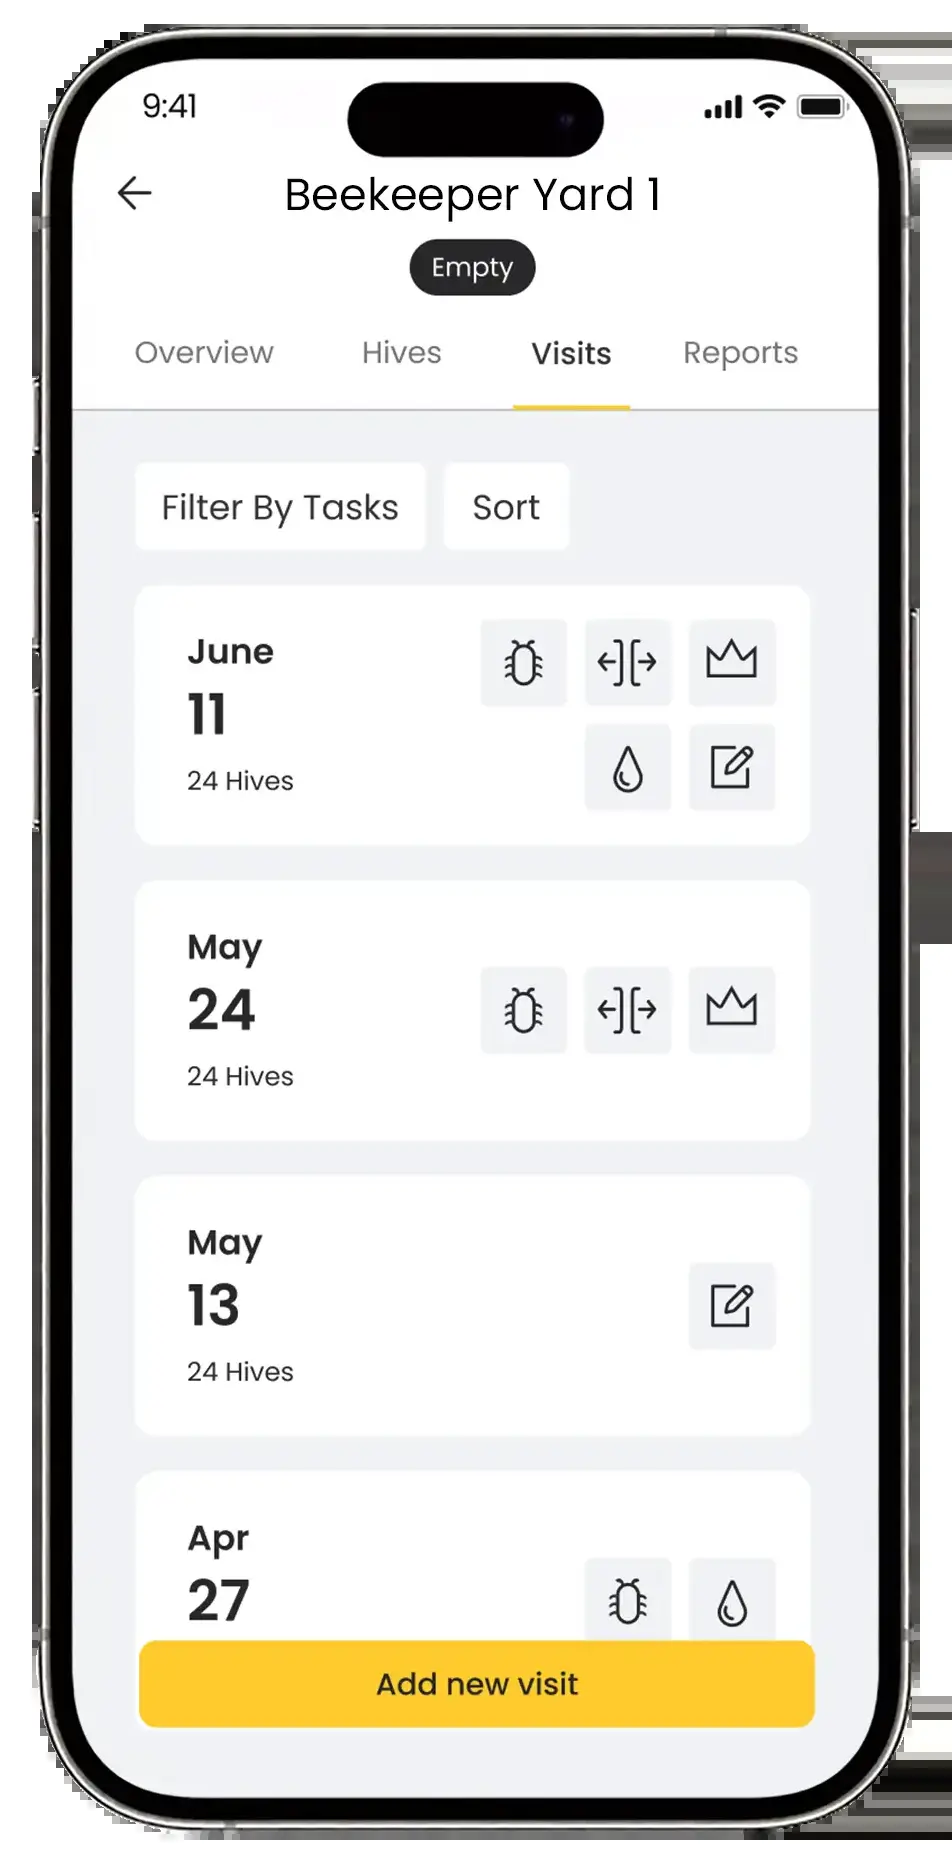 9:41
Beekeeper Yard 1
Empty
Overview Hives Visits Reports
Filter By Tasks Sort
June
11
24 Hives
May
24
24 Hives
May
13
24 Hives
Apr
27
Add new visit